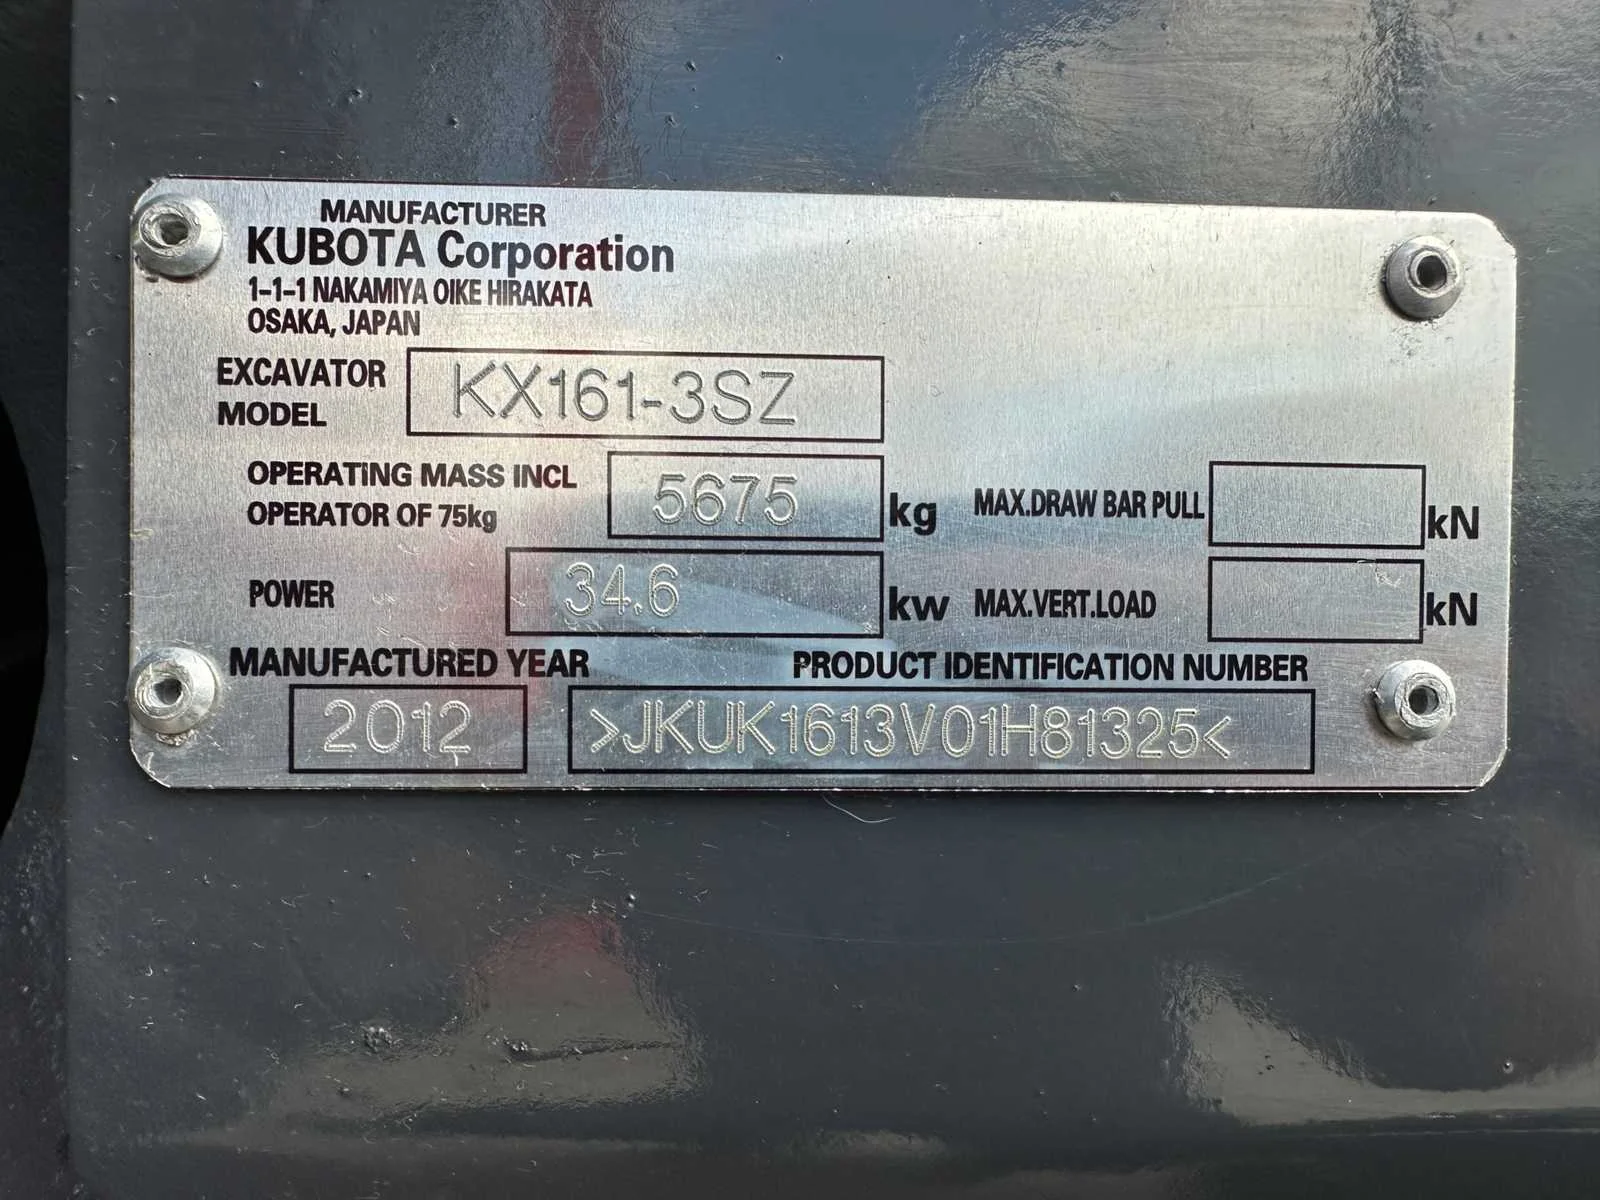 MANUFACTURER
KUBOTA Corporation
1-1-1 NAKAMIYA OIKE HIRAKATA
OSAKA, JAPAN
EXCAVATOR MODEL KX161-3SZ
OPERATING MASS INCL OPERATOR OF 75kg 5675 kg MAX.DRAW BAR PULL kN
POWER 34.6 kw MAX.VERT.LOAD kN
MANUFACTURED YEAR PRODUCT IDENTIFICATION NUMBER
2012 >JKUK1613V01H81325<